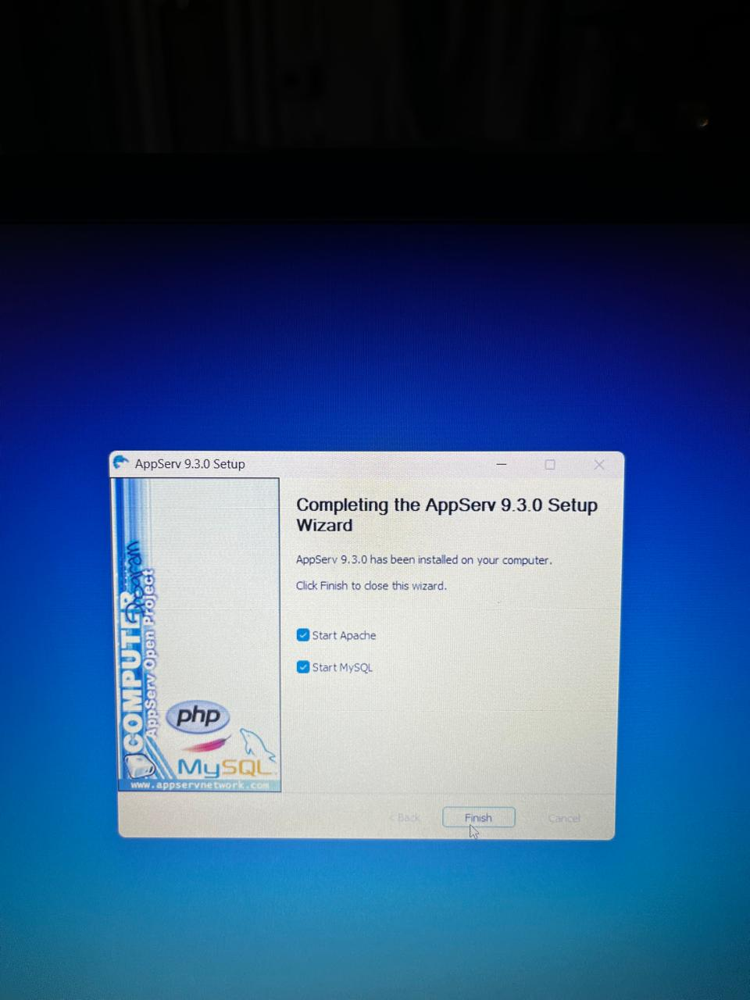 AppServ 9.3.0 Setup
COMPUTER
Program
AppServ Open Project
php
MySQL
www.appservnetwork.com
Completing the AppServ 9.3.0 Setup
Wizard
AppServ 9.3.0 has been installed on your computer.
Click Finish to close this wizard.
Start Apache
Start MySQL
< Back
Finish
Cancel